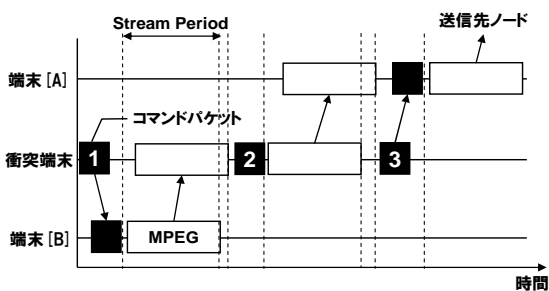 Stream Period
送信先ノード
端末[A]
コマンドパケット
衝突端末
1
2
3
端末[B]
MPEG
時間